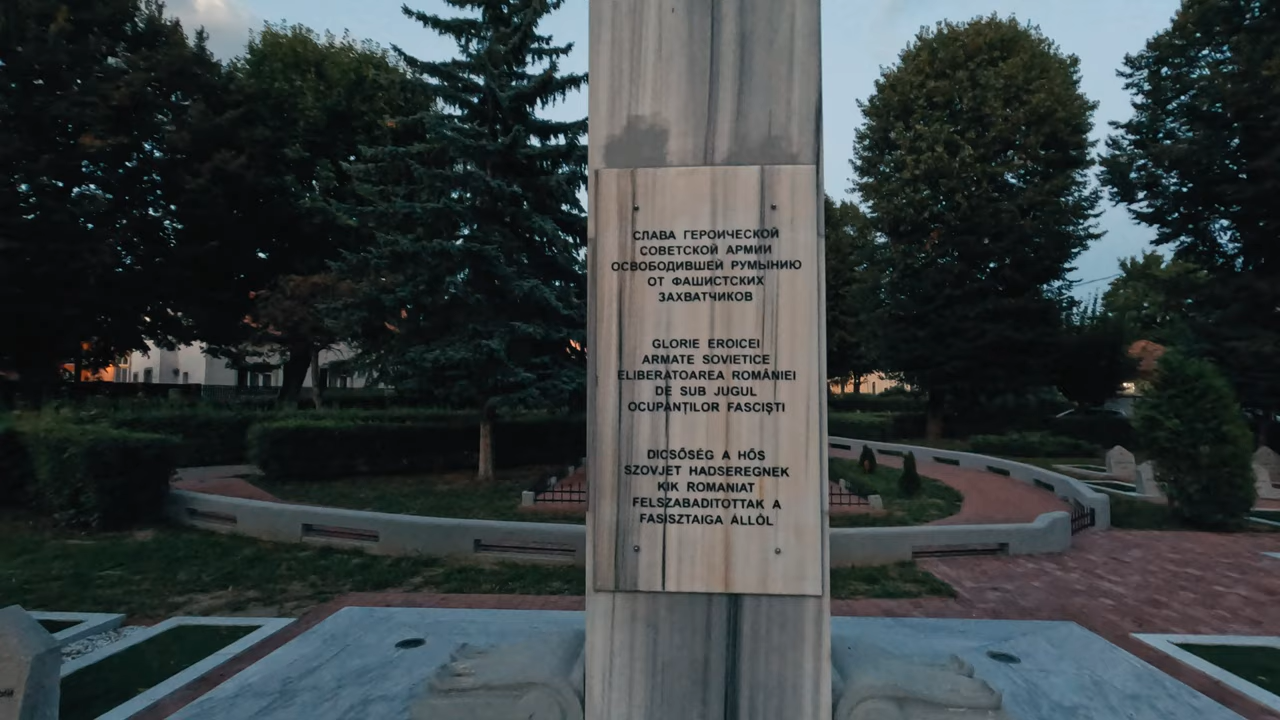 СЛАВА ГЕРОИЧЕСКОЙ
СОВЕТСКОЙ АРМИИ
ОСВОБОДИВШЕЙ РУМЫНИЮ
ОТ ФАШИСТСКИХ
ЗАХВАТЧИКОВ
GLORIE EROICEI
ARMATE SOVIETICE
ELIBERATOAREA ROMÂNIEI
DE SUB JUGUL
OCUPANȚILOR FASCIȘTI
DICSŐSÉG A HŐS
SZOVJET HADSEREGNEK
KIK ROMANIAT
FELSZABADITOTTAK A
FASISZTAIGA ÁLLÓL